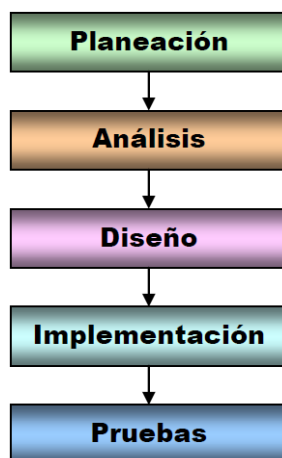 Planeación
Análisis
Diseño
Implementación
Pruebas